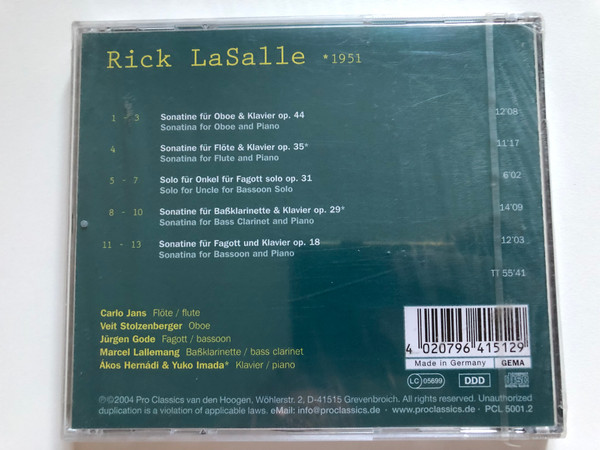 Rick LaSalle *1951
1 - 3 Sonatine für Oboe & Klavier op. 44 12'08
Sonatina for Oboe and Piano
4 Sonatine für Flöte & Klavier op. 35* 11'17
Sonatina for Flute and Piano
5 - 7 Solo für Onkel für Fagott solo op. 31 6'02
Solo for Uncle for Bassoon Solo
8 - 10 Sonatine für Baßklarinette & Klavier op. 29* 14'09
Sonatina for Bass Clarinet and Piano
11 - 13 Sonatine für Fagott und Klavier op. 18 12'03
Sonatina for Bassoon and Piano
TT 55'41
Carlo Jans Flöte / flute
Veit Stolzenberger Oboe
Jürgen Gode Fagott / bassoon
Marcel Lallemang Baßklarinette / bass clarinet
Ákos Hernádi & Yuko Imada* Klavier / piano
4 020796 415129
Made in Germany GEMA
LC 05699 DDD
℗©2004 Pro Classics van den Hoogen, Wöhlerstr. 2, D-41515 Grevenbroich. All rights reserved. Unauthorized
duplication is a violation of applicable laws. eMail: info@proclassics.de · www.proclassics.de · PCL 5001.2